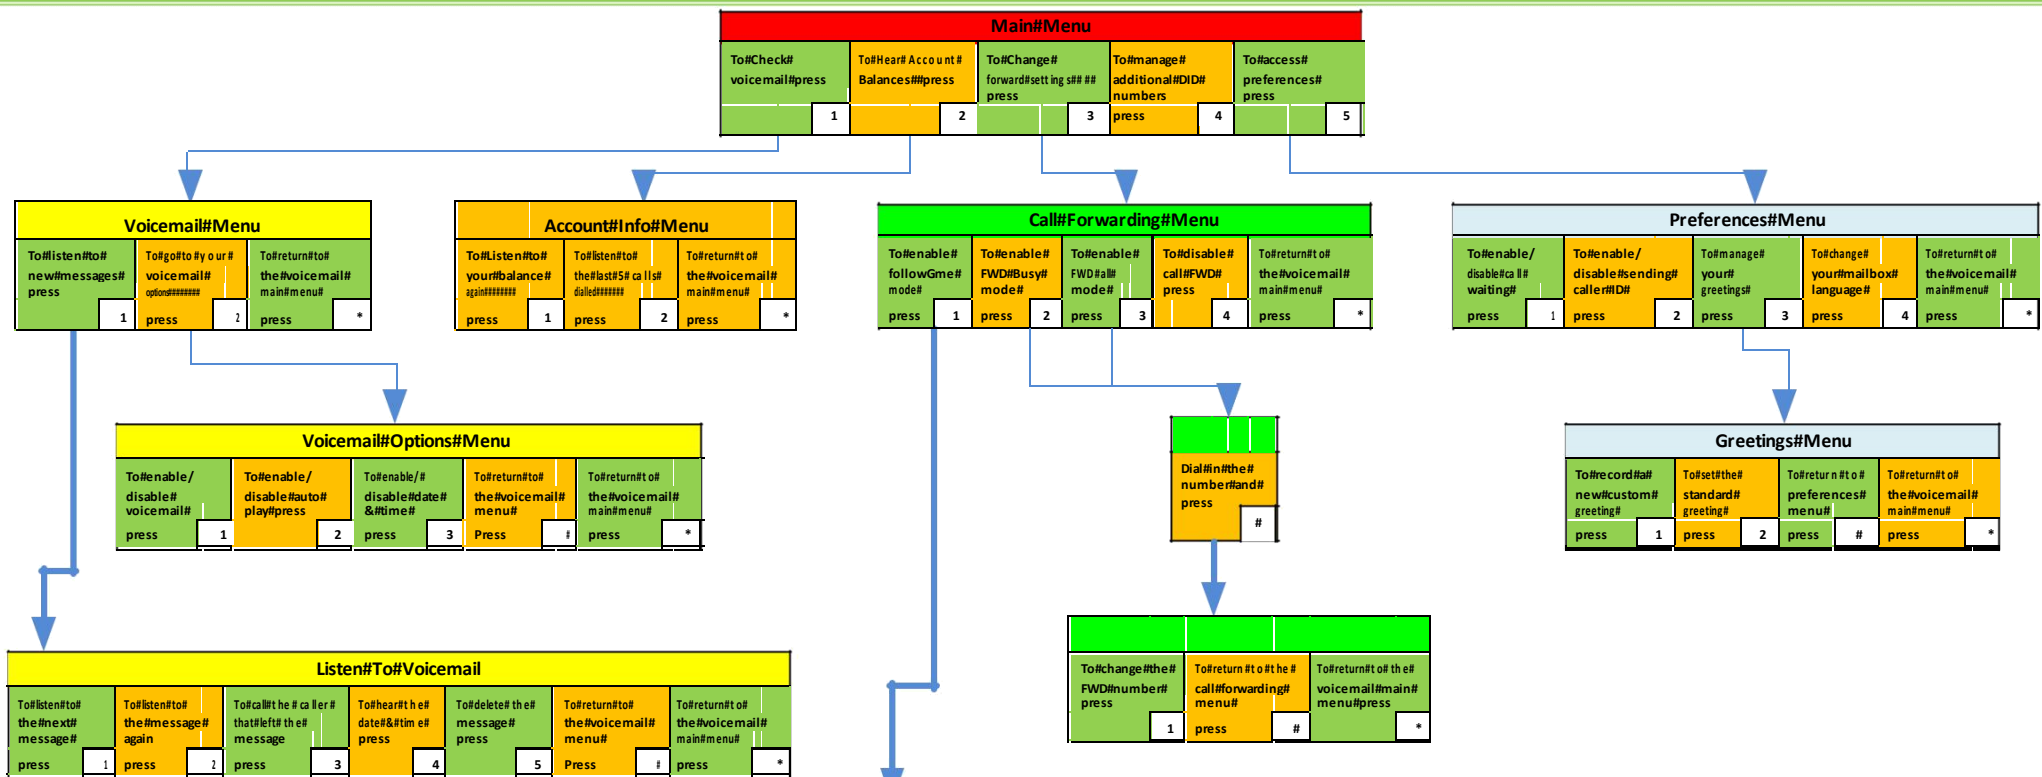 Main#Menu
To#Check#
voicemail#press
1
To#Hear#Account#
Balances##press
2
To#Change#
forward#settings####
press
3
To#manage#
additional#DID#
numbers
press
4
To#access#
preferences#
press
5
Voicemail#Menu
To#listen#to#
new#messages#
press
1
To#go#to#your#
voicemail#
options########
press
2
To#return#to#
the#voicemail#
main#menu#
press
*
Account#Info#Menu
To#Listen#to#
your#balance#
again########
press
1
To#listen#to#
the#last#5#calls#
dialled#######
press
2
To#return#to#
the#voicemail#
main#menu#
press
*
Call#Forwarding#Menu
To#enable#
followGme#
mode#
press
1
To#enable#
FWD#Busy#
mode#
press
2
To#enable#
FWD#all#
mode#
press
3
To#disable#
call#FWD#
press
4
To#return#to#
the#voicemail#
main#menu#
press
*
Preferences#Menu
To#enable/
disable#call#
waiting#
press
1
To#enable/
disable#sending#
caller#ID#
press
2
To#manage#
your#
greetings#
press
3
To#change#
your#mailbox#
language#
press
4
To#return#to#
the#voicemail#
main#menu#
press
*
Voicemail#Options#Menu
To#enable/
disable#
voicemail#
press
1
To#enable/
disable#auto#
play#press
2
To#enable/#
disable#date#
&#time#
press
3
To#return#to#
the#voicemail#
menu#
Press
#
To#return#to#
the#voicemail#
main#menu#
press
*
Dial#in#the#
number#and#
press
#
Greetings#Menu
To#record#a#
new#custom#
greeting#
press
1
To#set#the#
standard#
greeting#
press
2
To#return#to#
preferences#
menu#
press
#
To#return#to#
the#voicemail#
main#menu#
press
*
To#change#the#
FWD#number#
press
1
To#return#to#the#
call#forwarding#
menu#
press
#
To#return#to#the#
voicemail#main#
menu#press
*
Listen#To#Voicemail
To#listen#to#
the#next#
message#
press
1
To#listen#to#
the#message#
again
press
2
To#call#the#caller#
that#left#the#
message
press
3
To#hear#the#
date#&#time#
press
4
To#delete#the#
message#
press
5
To#return#to#
the#voicemail#
menu#
Press
#
To#return#to#
the#voicemail#
main#menu#
press
*